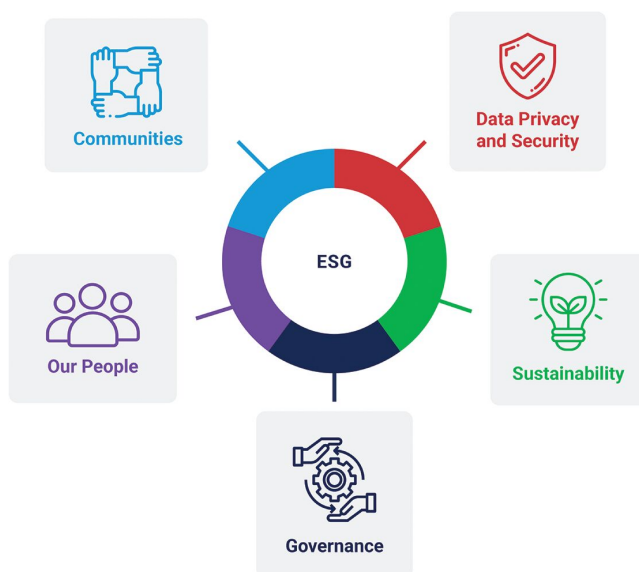 Communities
Data Privacy
and Security
ESG
Our People
Sustainability
Governance